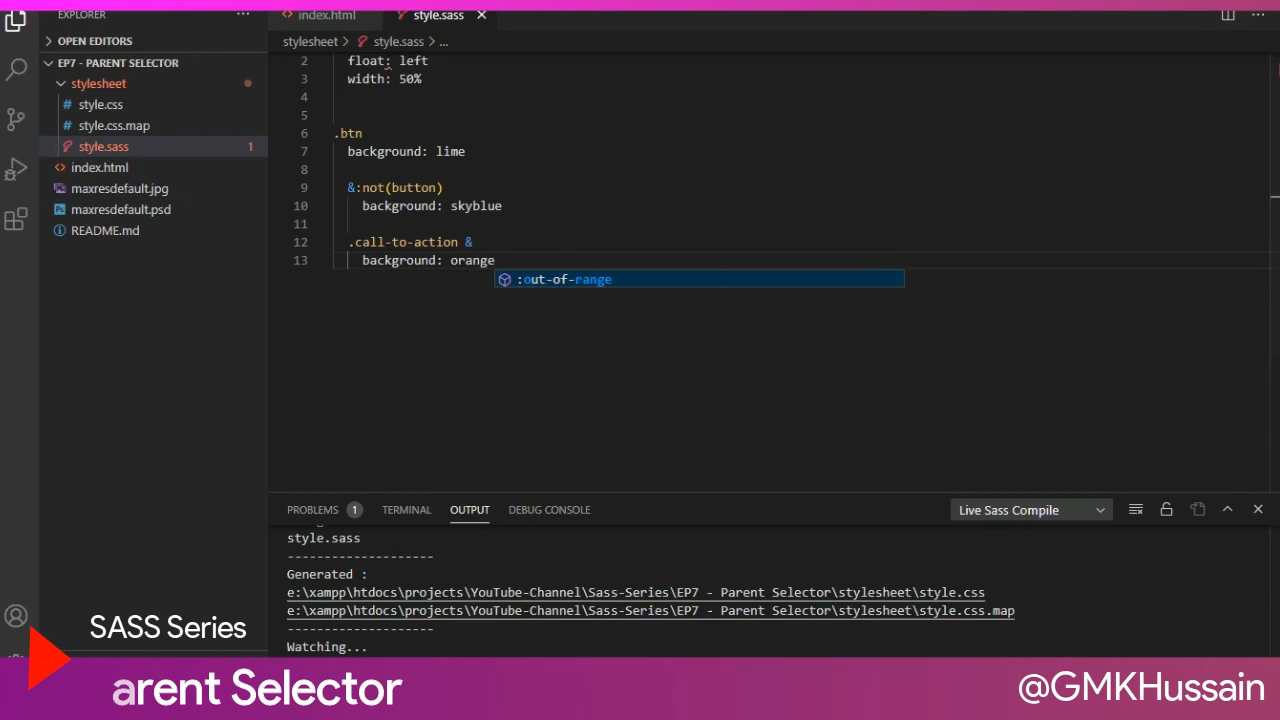 EXPLORER
index.html
style.sass
OPEN EDITORS
stylesheet
style.sass
...
EP7 - PARENT SELECTOR
2 float: left
stylesheet
3 width: 50%
style.css
4
5
style.css.map
6 .btn
style.sass 1
7 background: lime
index.html
8
maxresdefault.jpg
9 &:not(button)
maxresdefault.psd
10 background: skyblue
README.md
11
12 .call-to-action &
13 background: orange
:out-of-range
PROBLEMS 1 TERMINAL OUTPUT DEBUG CONSOLE Live Sass Compile
style.sass
--------------------
Generated :
e:\xampp\htdocs\projects\YouTube-Channel\Sass-Series\EP7 - Parent Selector\stylesheet\style.css
e:\xampp\htdocs\projects\YouTube-Channel\Sass-Series\EP7 - Parent Selector\stylesheet\style.css.map
--------------------
Watching...
SASS Series
arent Selector
@GMKHussain